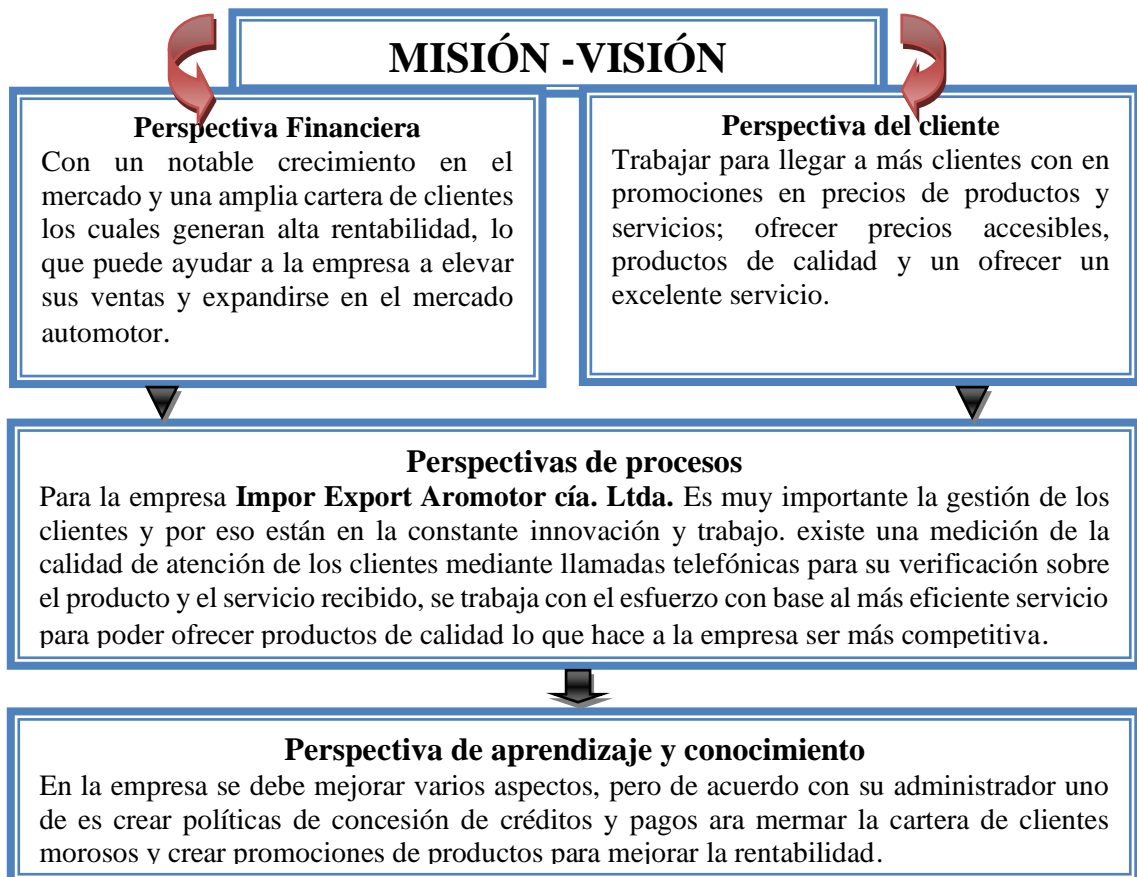 MISIÓN -VISIÓN
Perspectiva Financiera
Con un notable crecimiento en el
mercado y una amplia cartera de clientes
los cuales generan alta rentabilidad, lo
que puede ayudar a la empresa a elevar
sus ventas y expandirse en el mercado
automotor.
Perspectiva del cliente
Trabajar para llegar a más clientes con en
promociones en precios de productos y
servicios; ofrecer precios accesibles,
productos de calidad y un ofrecer un
excelente servicio.
Perspectivas de procesos
Para la empresa Impor Export Aromotor cía. Ltda. Es muy importante la gestión de los
clientes y por eso están en la constante innovación y trabajo. existe una medición de la
calidad de atención de los clientes mediante llamadas telefónicas para su verificación sobre
el producto y el servicio recibido, se trabaja con el esfuerzo con base al más eficiente servicio
para poder ofrecer productos de calidad lo que hace a la empresa ser más competitiva.
Perspectiva de aprendizaje y conocimiento
En la empresa se debe mejorar varios aspectos, pero de acuerdo con su administrador uno
de es crear políticas de concesión de créditos y pagos ara mermar la cartera de clientes
morosos y crear promociones de productos para mejorar la rentabilidad.